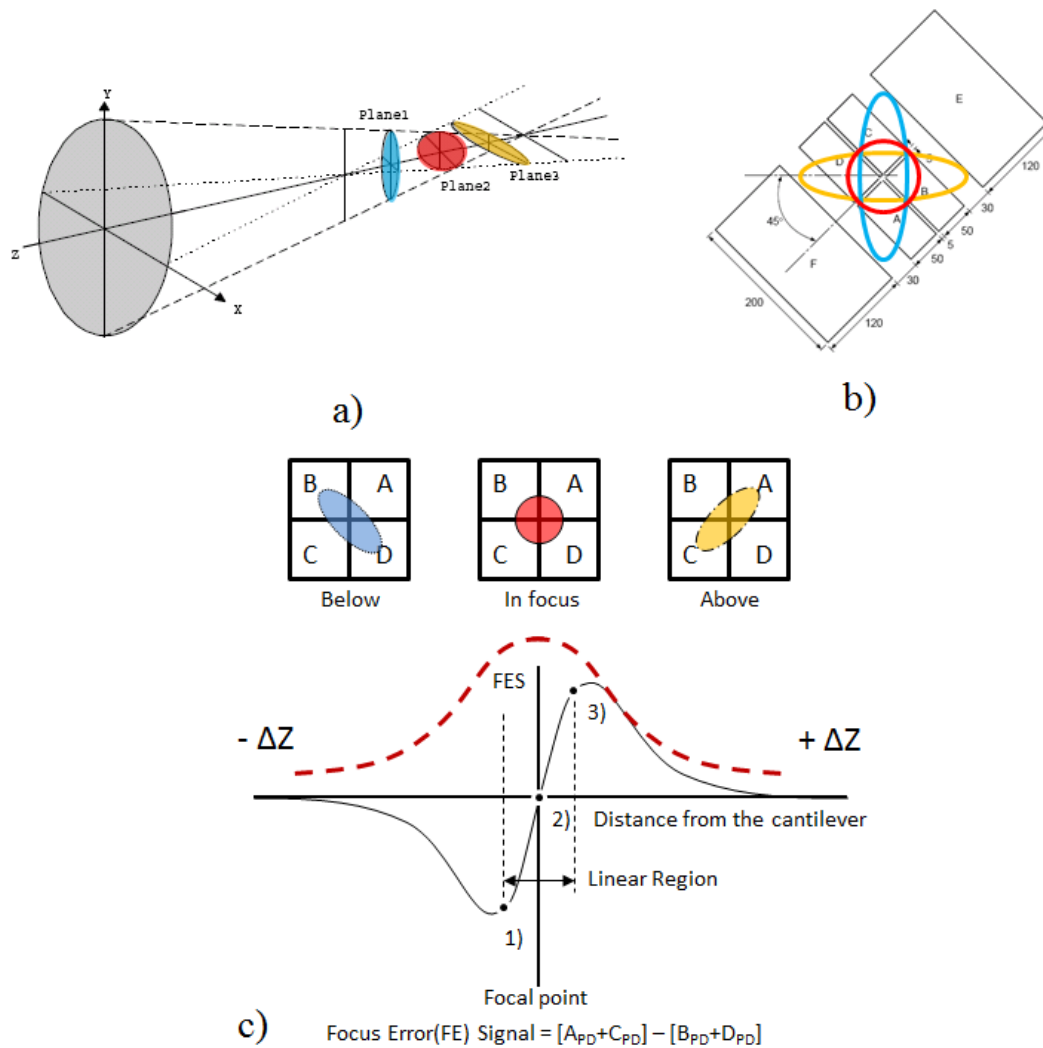 Y
Plane1
Plane2
Plane3
Z
X
a)
E
C
D
B
A
F
45°
200
120
30
50
5
50
30
120
b)
B A
C D
Below
B A
C D
In focus
B A
C D
Above
FES
- ΔZ
+ ΔZ
3)
2)
Distance from the cantilever
Linear Region
1)
Focal point
c)
Focus Error(FE) Signal = [APD+CPD] – [BPD+DPD]